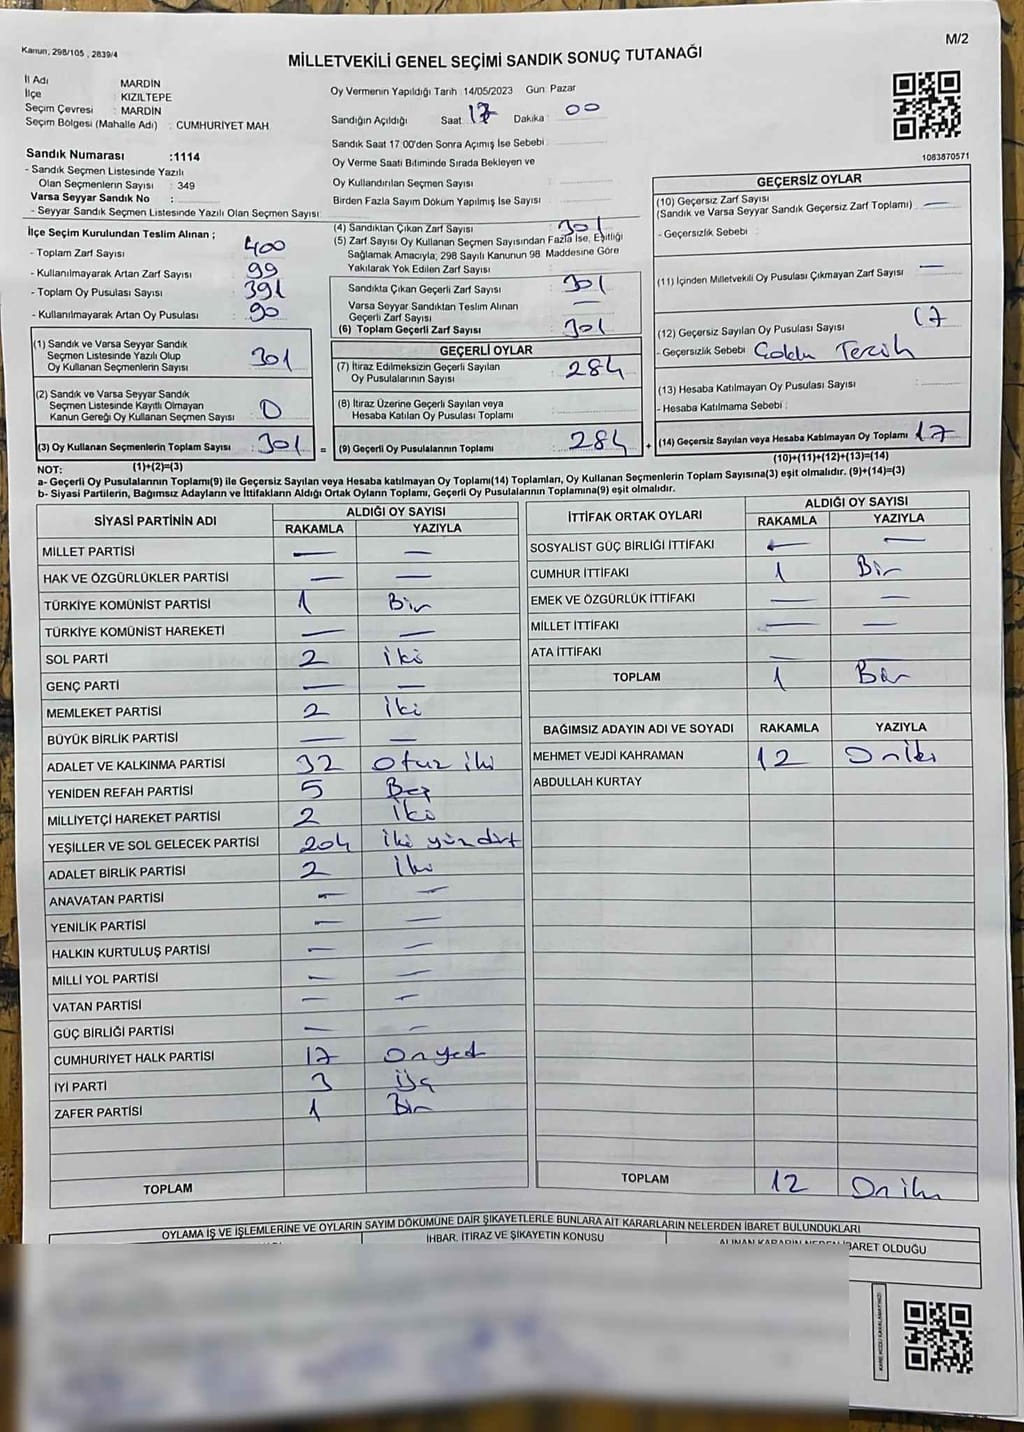 Kanun; 298/105 , 2839/4
M/2
MİLLETVEKİLİ GENEL SEÇİMİ SANDIK SONUÇ TUTANAĞI
İl Adı : MARDİN
İlçe : KIZILTEPE
Seçim Çevresi : MARDİN
Seçim Bölgesi (Mahalle Adı) : CUMHURİYET MAH
Sandık Numarası :1114
- Sandık Seçmen Listesinde Yazılı
Olan Seçmenlerin Sayısı : 349
Varsa Seyyar Sandık No :
- Seyyar Sandık Seçmen Listesinde Yazılı Olan Seçmen Sayısı:
Oy Vermenin Yapıldığı Tarih : 14/05/2023 Gün: Pazar
Sandığın Açıldığı Saat : 17 Dakika : 00
Sandık Saat 17:00'den Sonra Açımış İse Sebebi :
Oy Verme Saati Bitiminde Sırada Bekleyen ve
Oy Kullandırılan Seçmen Sayısı :
Birden Fazla Sayım Döküm Yapılmış İse Sayısı :
1083870571
İlçe Seçim Kurulundan Teslim Alınan ;
- Toplam Zarf Sayısı : 400
- Kullanılmayarak Artan Zarf Sayısı : 99
- Toplam Oy Pusulası Sayısı : 391
- Kullanılmayarak Artan Oy Pusulası : 90
(1) Sandık ve Varsa Seyyar Sandık
Seçmen Listesinde Yazılı Olup
Oy Kullanan Seçmenlerin Sayısı : 301
(2) Sandık ve Varsa Seyyar Sandık
Seçmen Listesinde Kayıtlı Olmayan
Kanun Gereği Oy Kullanan Seçmen Sayısı : 0
(3) Oy Kullanan Seçmenlerin Toplam Sayısı : 301 =
(1)+(2)=(3)
(4) Sandıktan Çıkan Zarf Sayısı : 301
(5) Zarf Sayısı Oy Kullanan Seçmen Sayısından Fazla İse, Eşitliği
Sağlamak Amacıyla; 298 Sayılı Kanunun 98. Maddesine Göre
Yakılarak Yok Edilen Zarf Sayısı :
Sandıkta Çıkan Geçerli Zarf Sayısı : 301
Varsa Seyyar Sandıktan Teslim Alınan
Geçerli Zarf Sayısı : —
(6) Toplam Geçerli Zarf Sayısı : 301
GEÇERLİ OYLAR
(7) İtiraz Edilmeksizin Geçerli Sayılan
Oy Pusulalarının Sayısı : 284
(8) İtiraz Üzerine Geçerli Sayılan veya
Hesaba Katılan Oy Pusulası Toplamı :
(9) Geçerli Oy Pusulalarının Toplamı : 284 +
GEÇERSİZ OYLAR
(10) Geçersiz Zarf Sayısı
(Sandık ve Varsa Seyyar Sandık Geçersiz Zarf Toplamı) : —
- Geçersizlik Sebebi :
(11) İçinden Milletvekili Oy Pusulası Çıkmayan Zarf Sayısı : —
(12) Geçersiz Sayılan Oy Pusulası Sayısı : 17
- Geçersizlik Sebebi : Çoklu Tercih
(13) Hesaba Katılmayan Oy Pusulası Sayısı :
- Hesaba Katılmama Sebebi :
(14) Geçersiz Sayılan veya Hesaba Katılmayan Oy Toplamı : 17
(10)+(11)+(12)+(13)=(14)
NOT:
a- Geçerli Oy Pusulalarının Toplamı(9) ile Geçersiz Sayılan veya Hesaba katılmayan Oy Toplamı(14) Toplamları, Oy Kullanan Seçmenlerin Toplam Sayısına(3) eşit olmalıdır. (9)+(14)=(3)
b- Siyasi Partilerin, Bağımsız Adayların ve İttifakların Aldığı Ortak Oyların Toplamı, Geçerli Oy Pusulalarının Toplamına(9) eşit olmalıdır.
SİYASİ PARTİNİN ADI
ALDIĞI OY SAYISI
RAKAMLA YAZIYLA
MİLLET PARTİSİ — —
HAK VE ÖZGÜRLÜKLER PARTİSİ — —
TÜRKİYE KOMÜNİST PARTİSİ 1 Bir
TÜRKİYE KOMÜNİST HAREKETİ — —
SOL PARTİ 2 İki
GENÇ PARTİ — —
MEMLEKET PARTİSİ 2 İki
BÜYÜK BİRLİK PARTİSİ — —
ADALET VE KALKINMA PARTİSİ 32 Otuz iki
YENİDEN REFAH PARTİSİ 5 Beş
MİLLİYETÇİ HAREKET PARTİSİ 2 İki
YEŞİLLER VE SOL GELECEK PARTİSİ 204 İki yüz dört
ADALET BİRLİK PARTİSİ 2 İki
ANAVATAN PARTİSİ — —
YENİLİK PARTİSİ — —
HALKIN KURTULUŞ PARTİSİ — —
MİLLİ YOL PARTİSİ — —
VATAN PARTİSİ — —
GÜÇ BİRLİĞİ PARTİSİ — —
CUMHURİYET HALK PARTİSİ 17 Onyedi
İYİ PARTİ 3 Üç
ZAFER PARTİSİ 1 Bir
TOPLAM
İTTİFAK ORTAK OYLARI
ALDIĞI OY SAYISI
RAKAMLA YAZIYLA
SOSYALİST GÜÇ BİRLİĞİ İTTİFAKI — —
CUMHUR İTTİFAKI 1 Bir
EMEK VE ÖZGÜRLÜK İTTİFAKI — —
MİLLET İTTİFAKI — —
ATA İTTİFAKI — —
TOPLAM 1 Bir
BAĞIMSIZ ADAYIN ADI VE SOYADI RAKAMLA YAZIYLA
MEHMET VEJDİ KAHRAMAN 12 Oniki
ABDULLAH KURTAY
TOPLAM 12 Oniki
OYLAMA İŞ VE İŞLEMLERİNE VE OYLARIN SAYIM DÖKÜMÜNE DAİR ŞİKAYETLERLE BUNLARA AİT KARARLARIN NELERDEN İBARET BULUNDUKLARI
İHBAR, İTİRAZ VE ŞİKAYETİN KONUSU
ALINAN KARARIN NEDEN İBARET OLDUĞU
KARE KODU KARALAMAYINIZ!